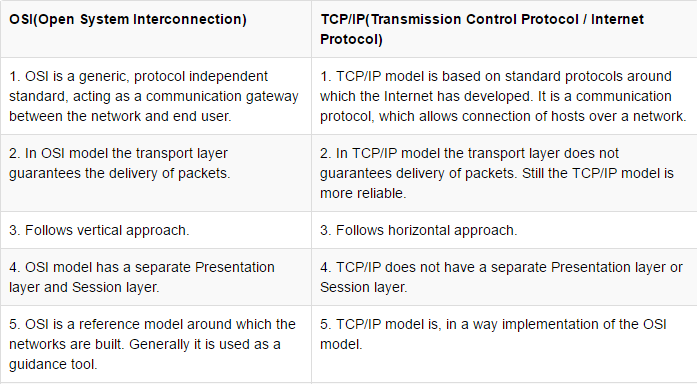 OSI(Open System Interconnection)
TCP/IP(Transmission Control Protocol / Internet
Protocol)
1. OSI is a generic, protocol independent
standard, acting as a communication gateway
between the network and end user.
1. TCP/IP model is based on standard protocols around
which the Internet has developed. It is a communication
protocol, which allows connection of hosts over a network.
2. In OSI model the transport layer
guarantees the delivery of packets.
2. In TCP/IP model the transport layer does not
guarantees delivery of packets. Still the TCP/IP model is
more reliable.
3. Follows vertical approach.
3. Follows horizontal approach.
4. OSI model has a separate Presentation
layer and Session layer.
4. TCP/IP does not have a separate Presentation layer or
Session layer.
5. OSI is a reference model around which the
networks are built. Generally it is used as a
guidance tool.
5. TCP/IP model is, in a way implementation of the OSI
model.